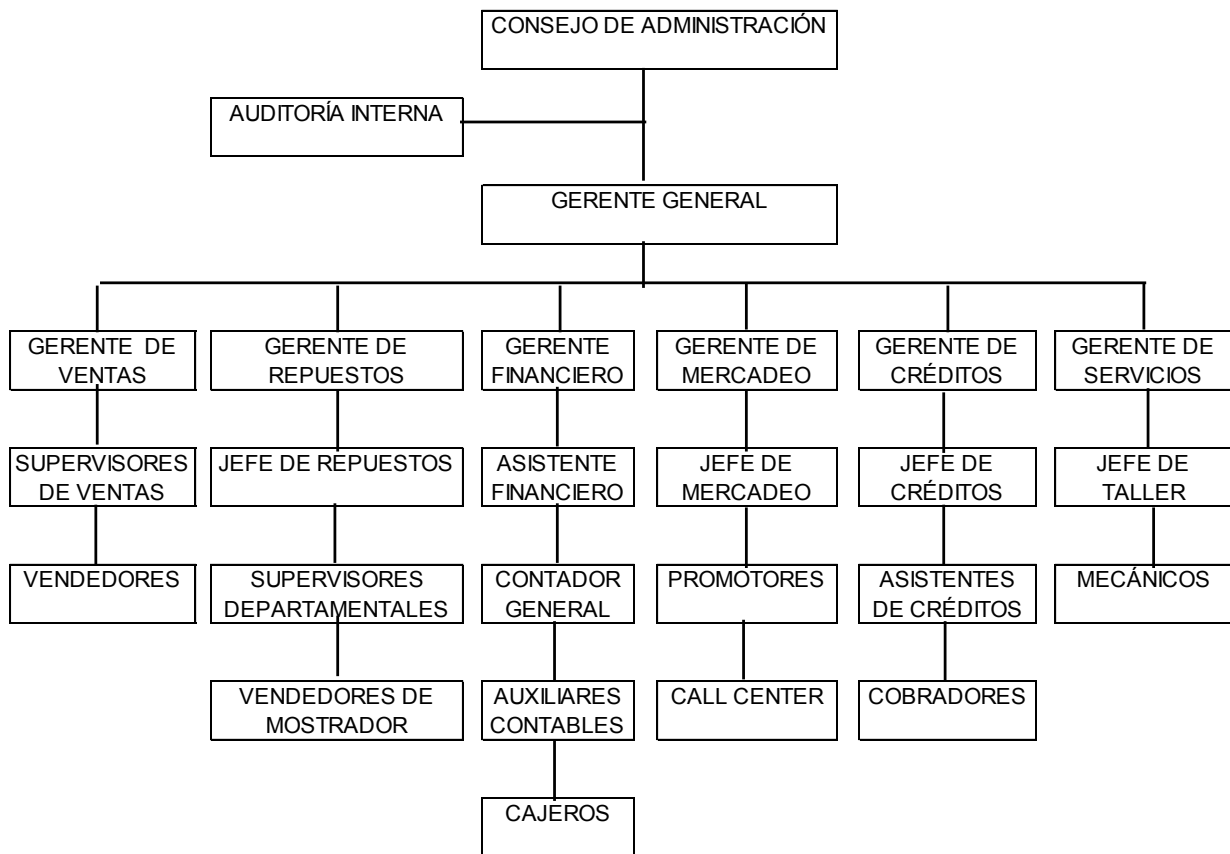 CONSEJO DE ADMINISTRACIÓN
AUDITORÍA INTERNA
GERENTE GENERAL
GERENTE DE
VENTAS
GERENTE DE
REPUESTOS
GERENTE
FINANCIERO
GERENTE DE
MERCADEO
GERENTE DE
CRÉDITOS
GERENTE DE
SERVICIOS
SUPERVISORES
DE VENTAS
JEFE DE REPUESTOS
ASISTENTE
FINANCIERO
JEFE DE
MERCADEO
JEFE DE
CRÉDITOS
JEFE DE
TALLER
VENDEDORES
SUPERVISORES
DEPARTAMENTALES
CONTADOR
GENERAL
PROMOTORES
ASISTENTES
DE CRÉDITOS
MECÁNICOS
VENDEDORES DE
MOSTRADOR
AUXILIARES
CONTABLES
CALL CENTER
COBRADORES
CAJEROS